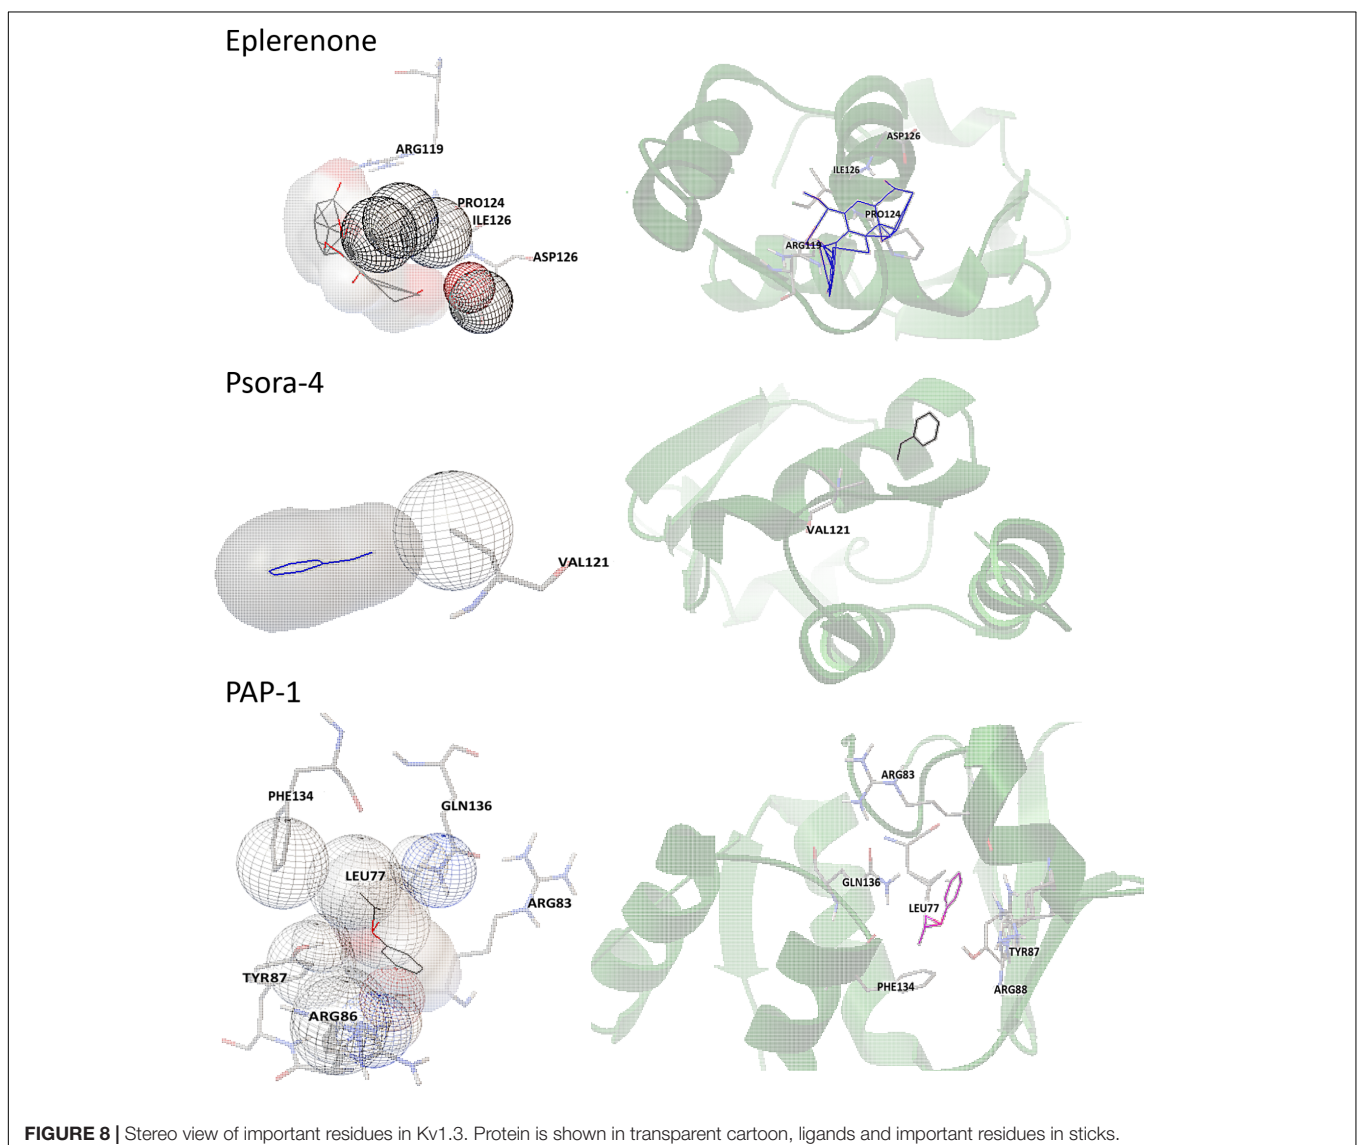 Eplerenone
ARG119
PRO124
ILE126
ASP126
ASP126
ILE126
PRO124
ARG119
Psora-4
VAL121
VAL121
PAP-1
PHE134
GLN136
LEU77
ARG83
TYR87
ARG86
ARG83
GLN136
LEU77
TYR87
PHE134
ARG88
FIGURE 8 | Stereo view of important residues in Kv1.3. Protein is shown in transparent cartoon, ligands and important residues in sticks.